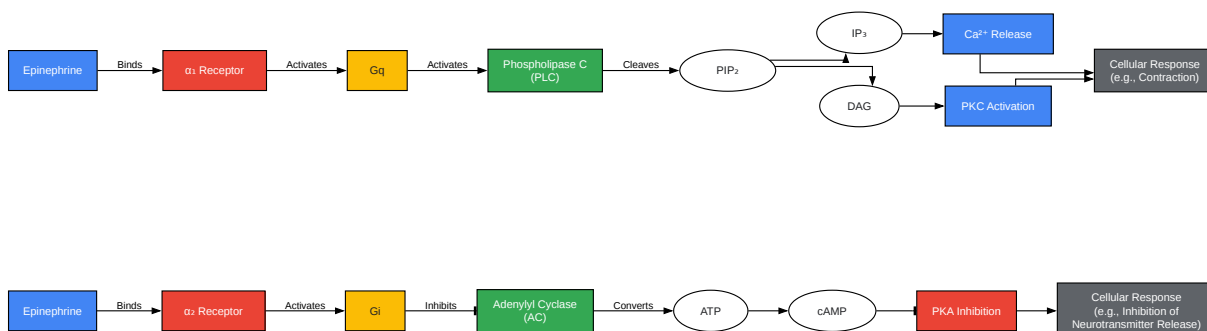 Epinephrine
Binds
α₁ Receptor
Activates
Gq
Activates
Phospholipase C
(PLC)
Cleaves
PIP₂
IP₃
Ca²⁺ Release
DAG
PKC Activation
Cellular Response
(e.g., Contraction)
Epinephrine
Binds
α₂ Receptor
Activates
Gi
Inhibits
Adenylyl Cyclase
(AC)
Converts
ATP
cAMP
PKA Inhibition
Cellular Response
(e.g., Inhibition of
Neurotransmitter Release)